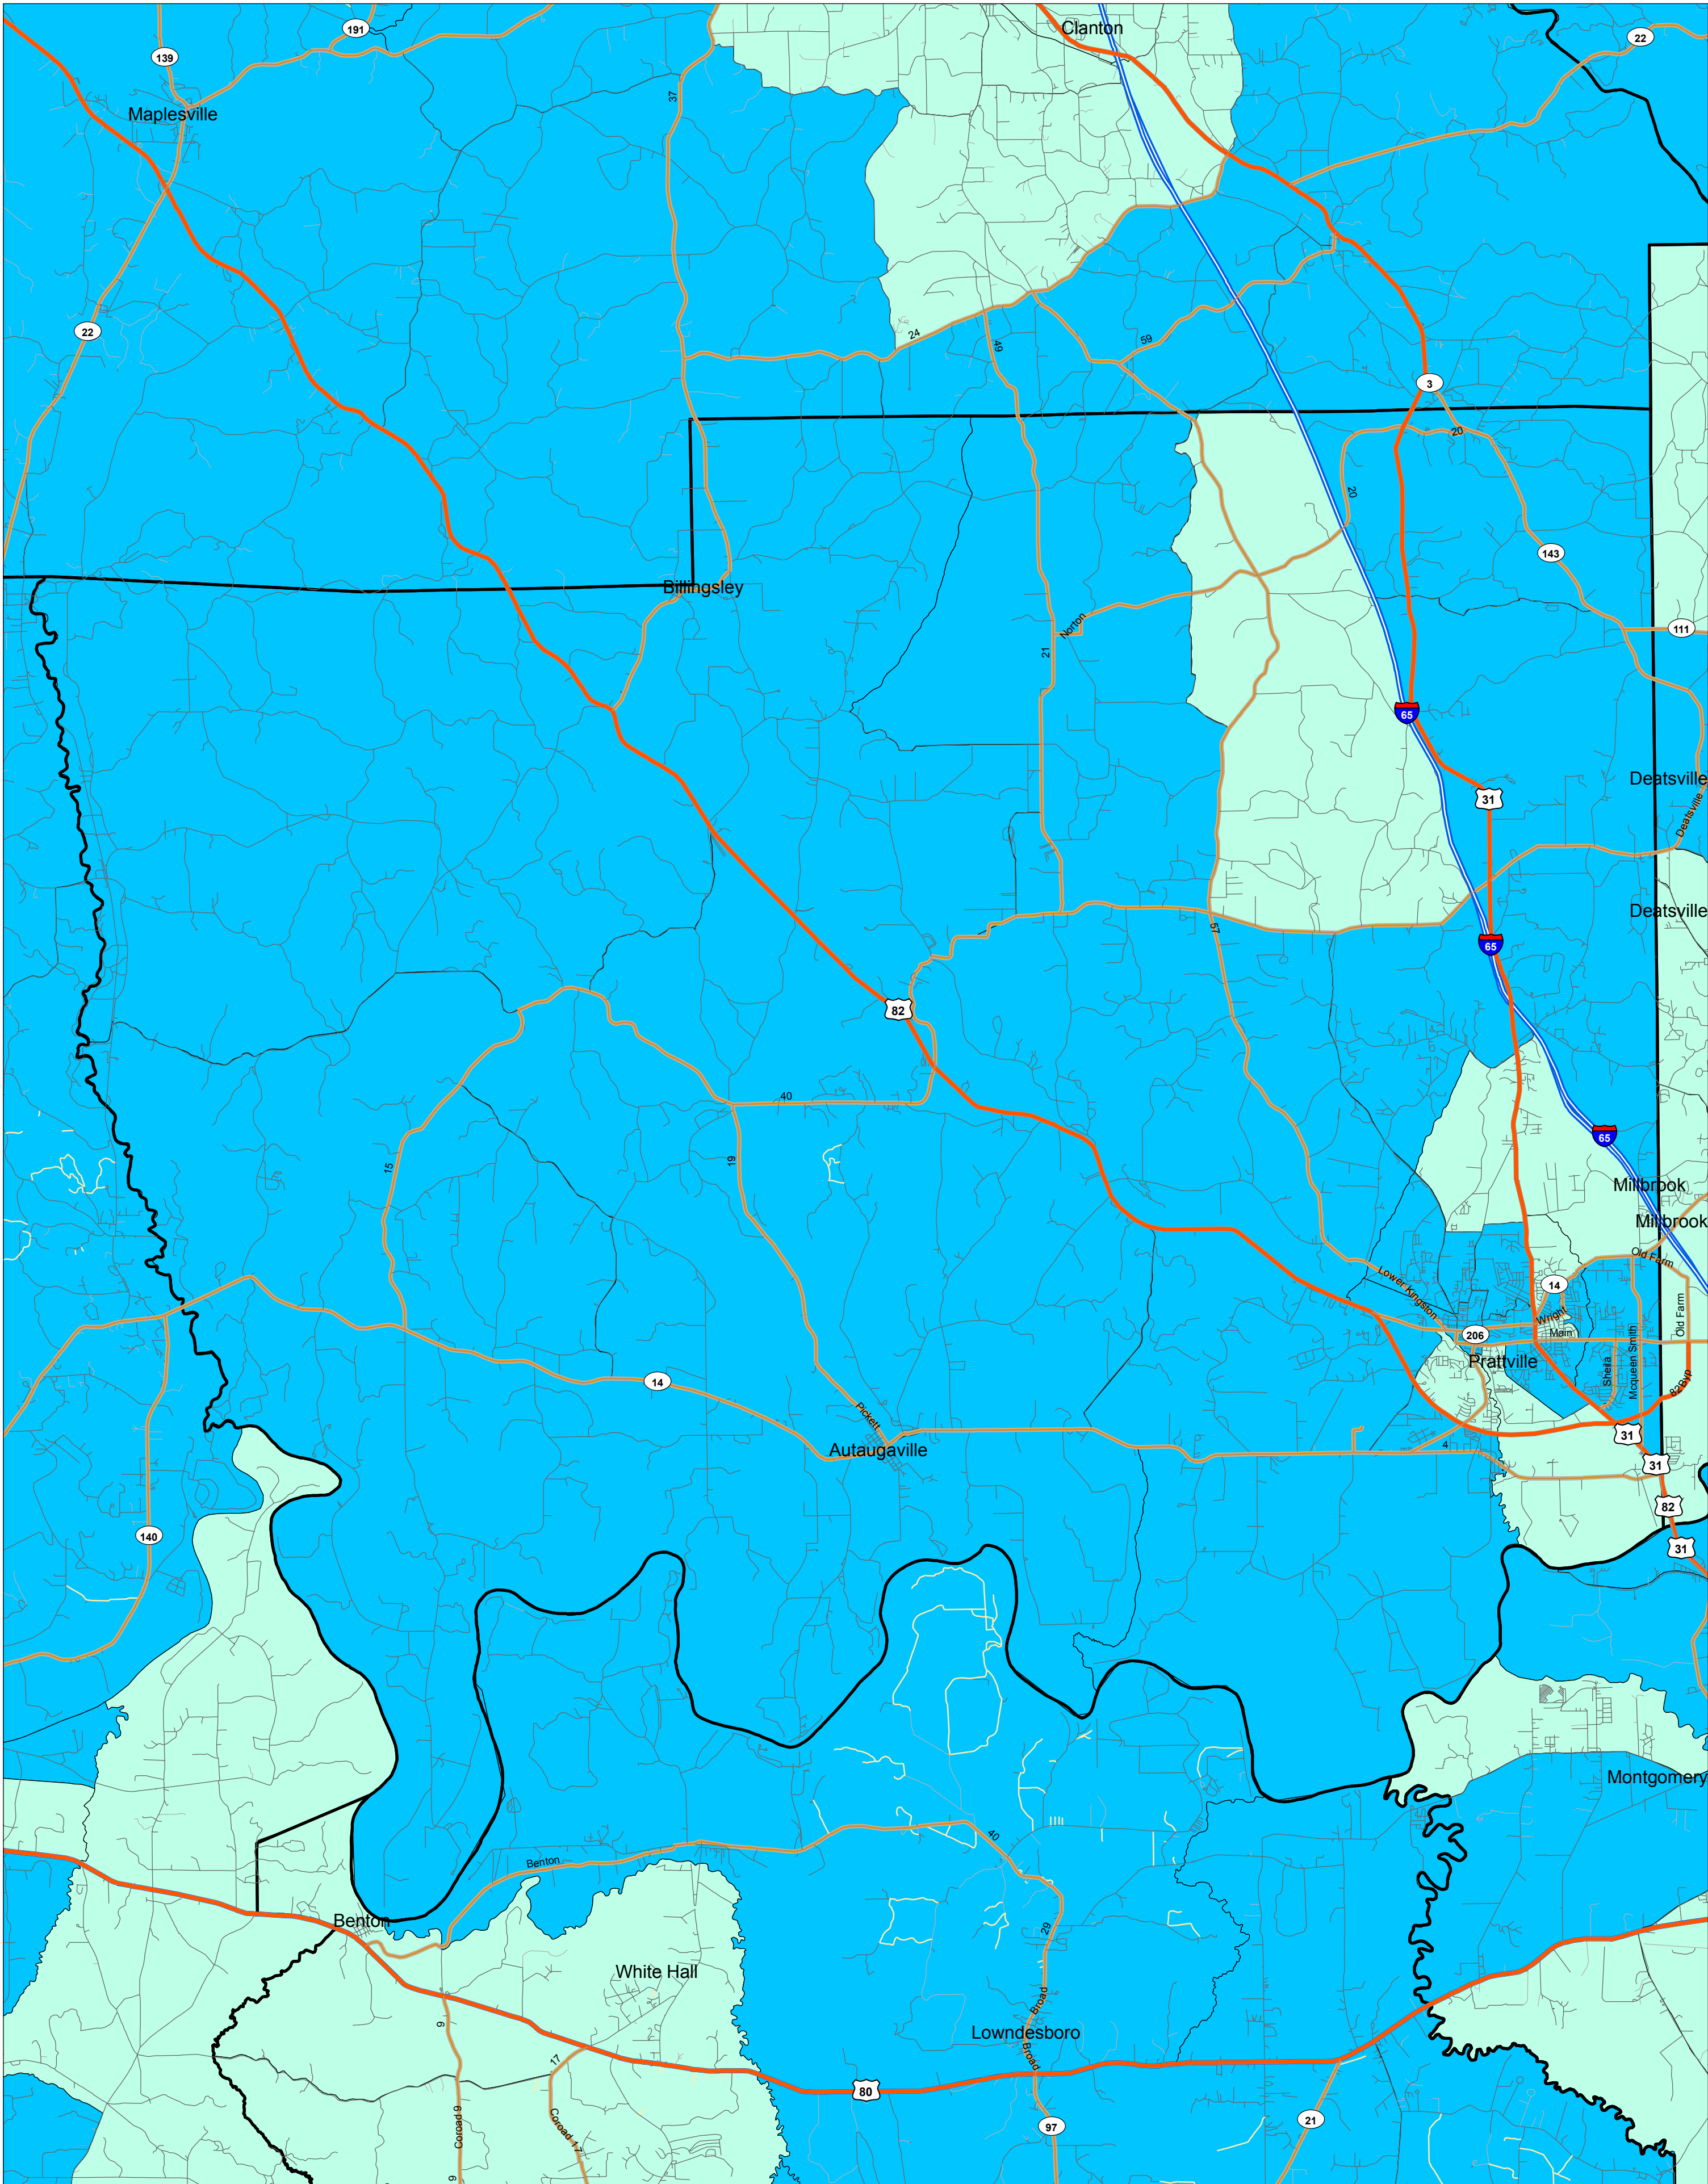 Clanton
191
22
139
37
Maplesville
22
24
49
59
3
20
20
143
Billingsley
Norton
111
21
65
Deatsville
31
Deatsville
Deatsville
57
65
82
40
65
15
19
Millbrook
Millbrook
Old Farm
Lower Kingston
14
Old Farm
Wright
206
Main
Prattville
Sheila
Mcqueen Smith
14
82Byp
Pickett
31
Autaugaville
4
31
82
140
31
Montgomery
40
Benton
Benton
29
White Hall
Broad
9
Lowndesboro
Broad
17
80
21
97
Coroad 9
Coroad 17
9